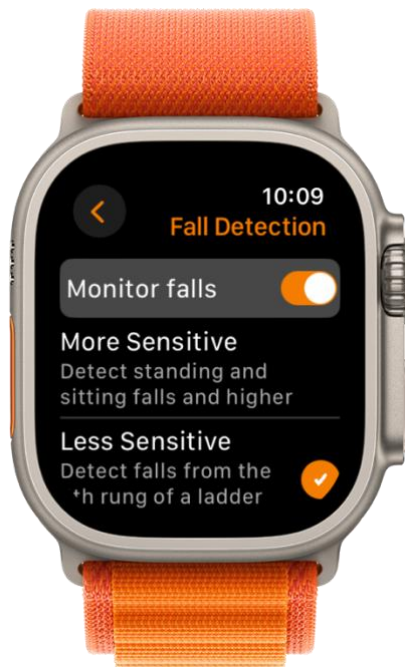 10:09
Fall Detection
Monitor falls
More Sensitive
Detect standing and
sitting falls and higher
Less Sensitive
Detect falls from the
rung of a ladder